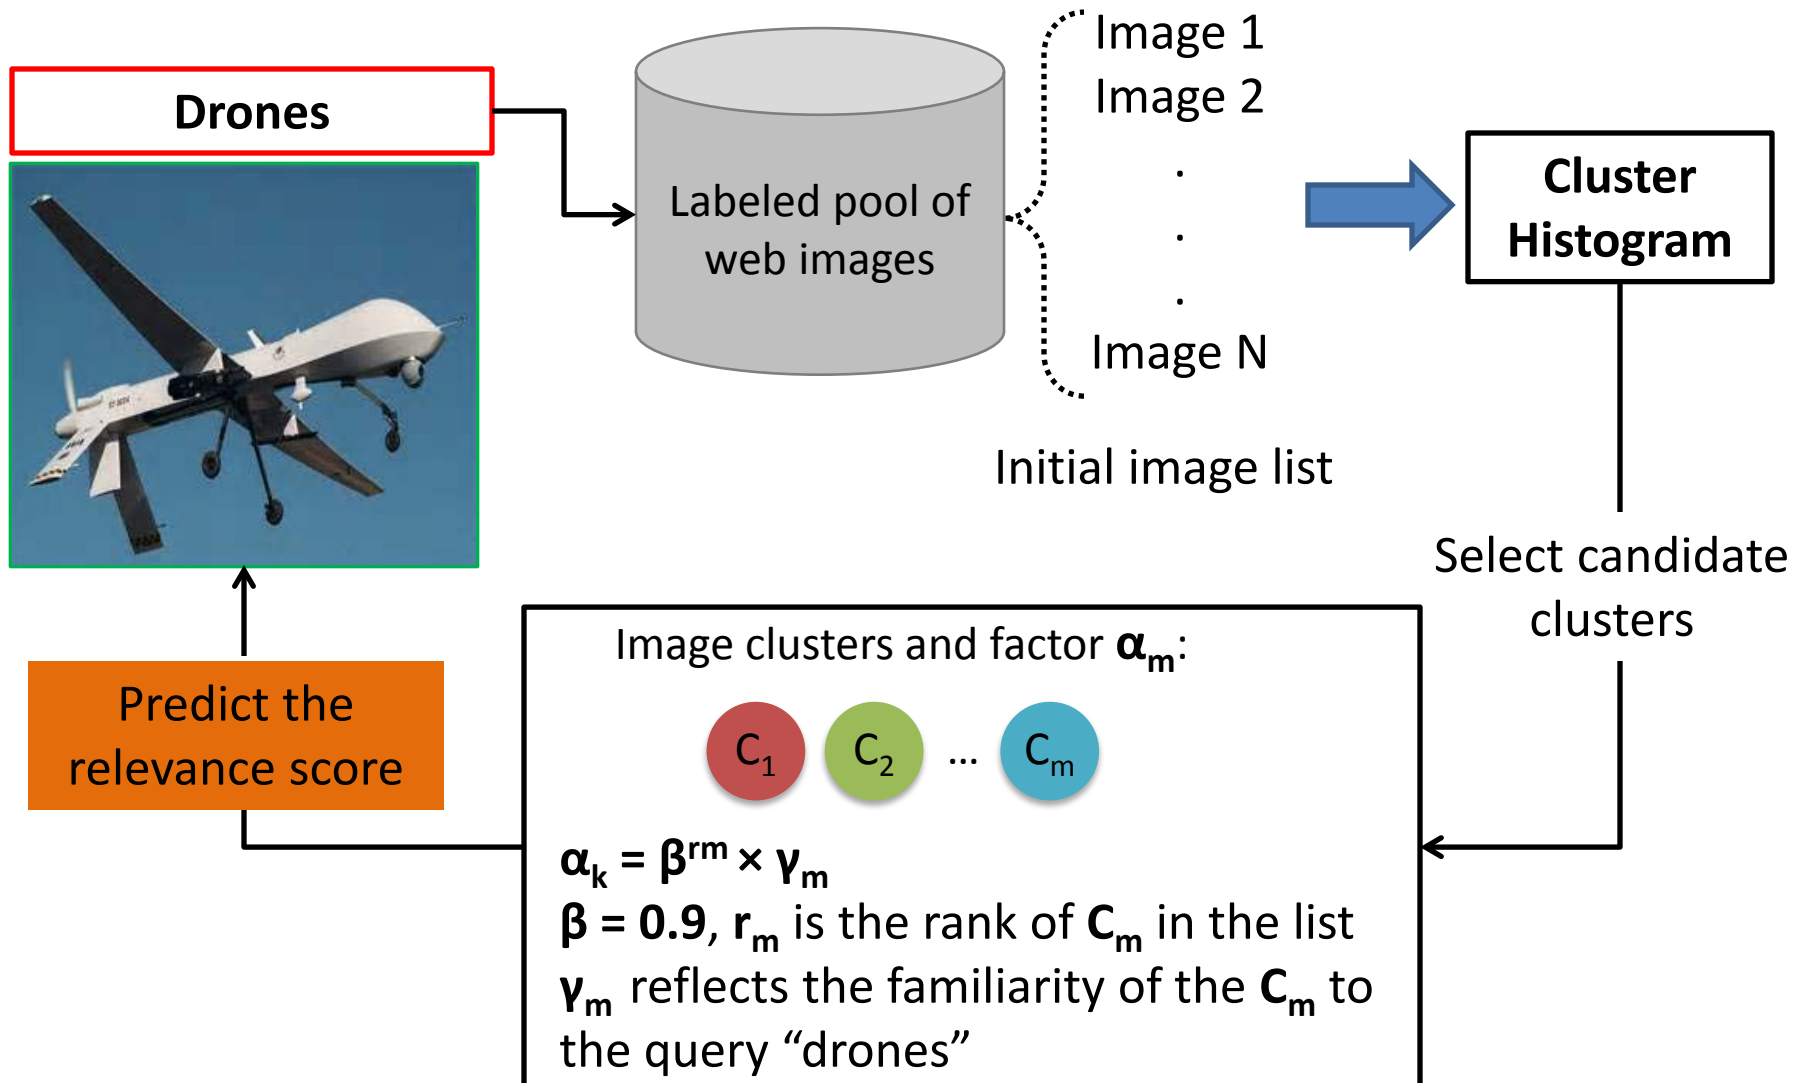 Drones
Labeled pool of
web images
Image 1
Image 2
.
.
.
Image N
Initial image list
Cluster
Histogram
Select candidate
clusters
Image clusters and factor αm:
C1 C2 ... Cm
αk = β^rm × γm
β = 0.9, rm is the rank of Cm in the list
γm reflects the familiarity of the Cm to
the query “drones”
Predict the
relevance score